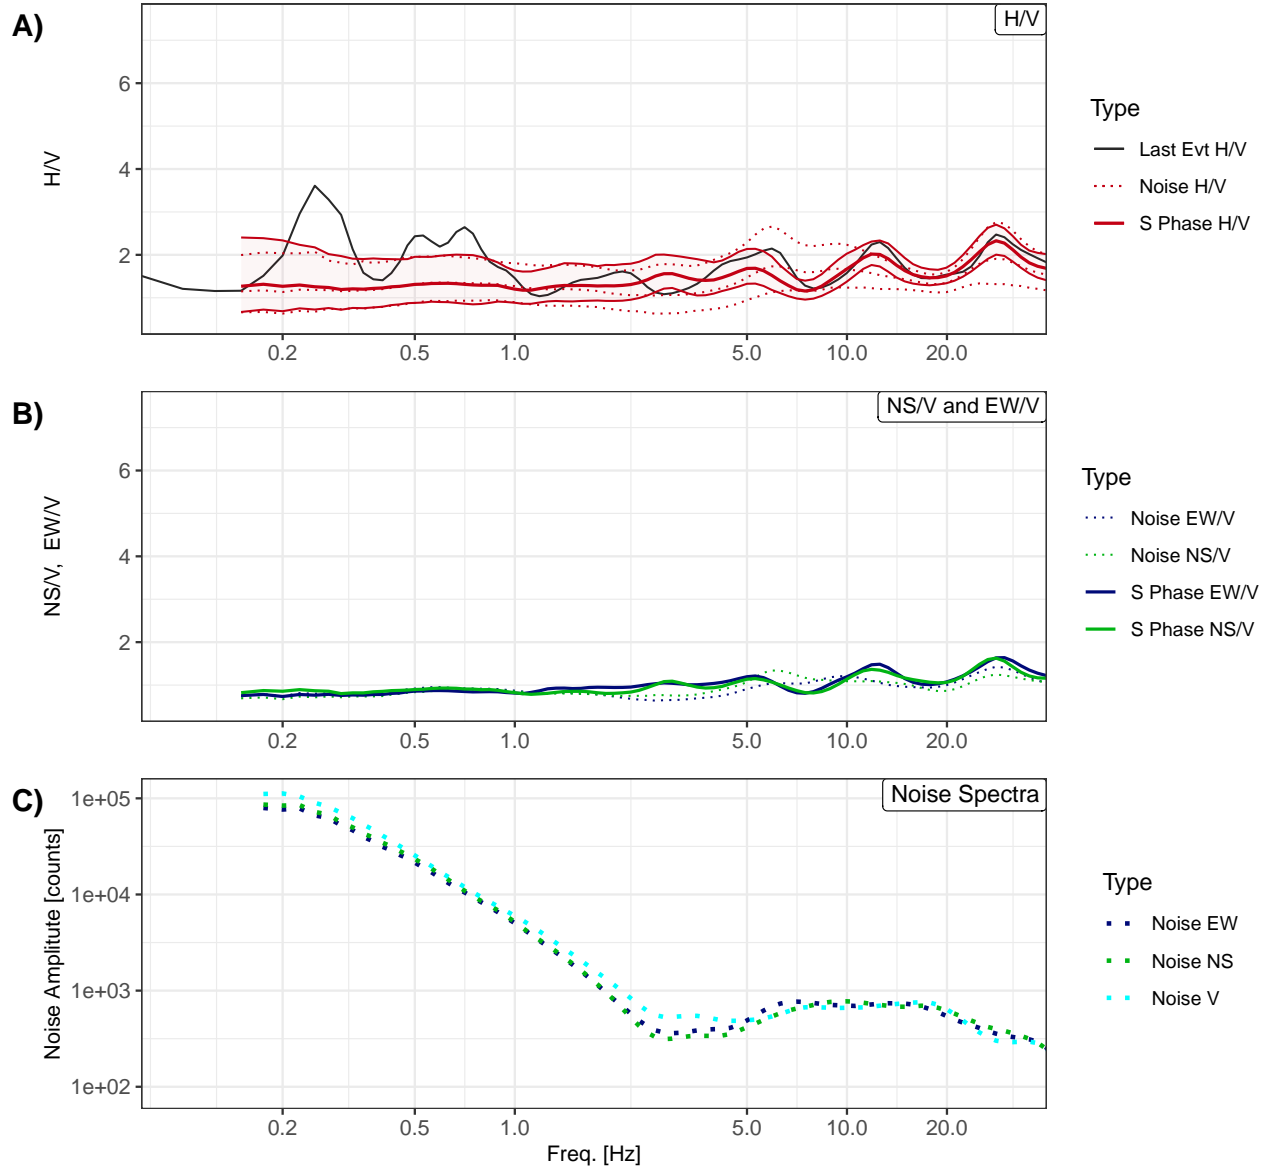 A)
H/V
6
4
2
H/V
0.2 0.5 1.0 5.0 10.0 20.0
Type
Last Evt H/V
Noise H/V
S Phase H/V
B)
NS/V and EW/V
6
4
2
NS/V, EW/V
0.2 0.5 1.0 5.0 10.0 20.0
Type
Noise EW/V
Noise NS/V
S Phase EW/V
S Phase NS/V
C)
Noise Spectra
1e+05
1e+04
1e+03
1e+02
Noise Amplitute [counts]
0.2 0.5 1.0 5.0 10.0 20.0
Freq. [Hz]
Type
Noise EW
Noise NS
Noise V